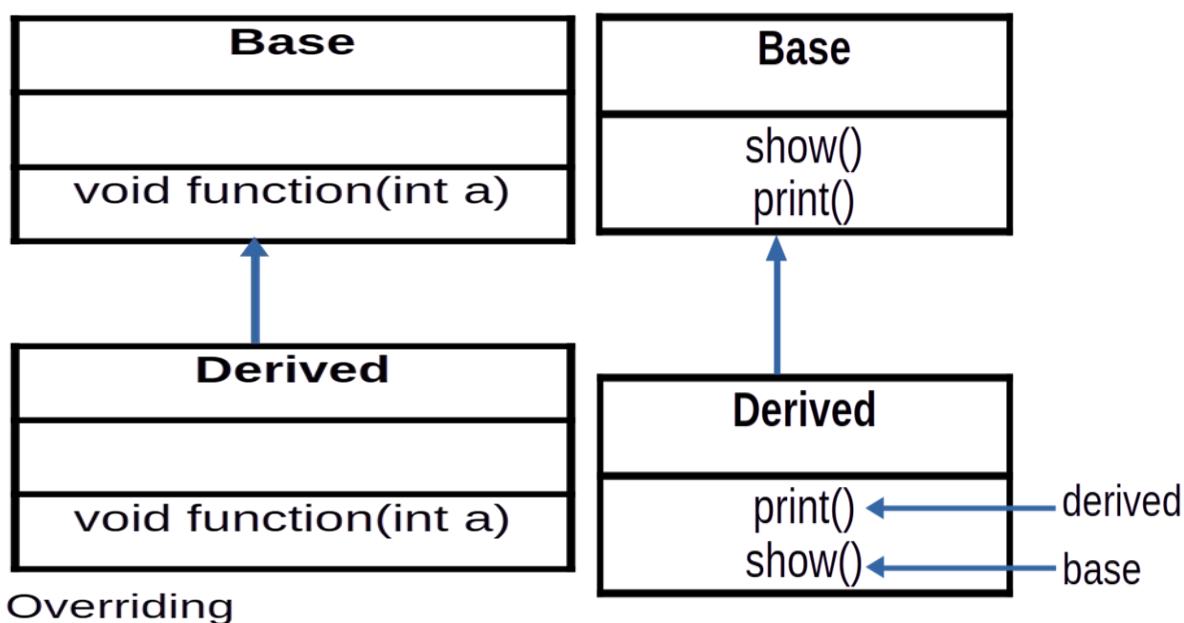 Base
void function(int a)
Derived
void function(int a)
Overriding
Base
show()
print()
Derived
print()
derived
show()
base